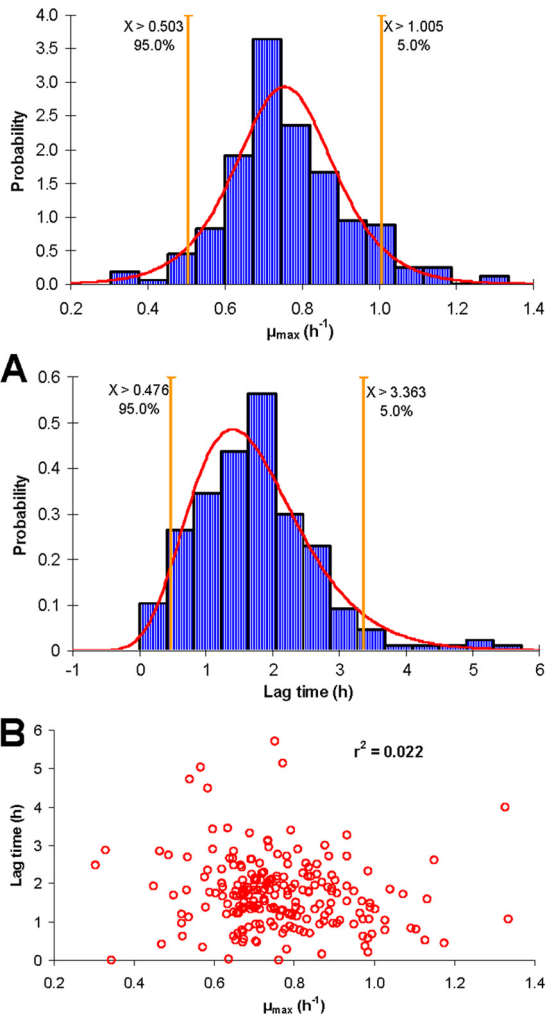 X > 0.503
95.0%
X > 1.005
5.0%
4.0
3.5
3.0
2.5
2.0
1.5
1.0
0.5
0.0
Probability
0.2 0.4 0.6 0.8 1.0 1.2 1.4
μmax (h-1)
A
X > 0.476
95.0%
X > 3.363
5.0%
0.6
0.5
0.4
0.3
0.2
0.1
0
Probability
-1 0 1 2 3 4 5 6
Lag time (h)
B
r2 = 0.022
6
5
4
3
2
1
0
Lag time (h)
0.2 0.4 0.6 0.8 1.0 1.2 1.4
μmax (h-1)